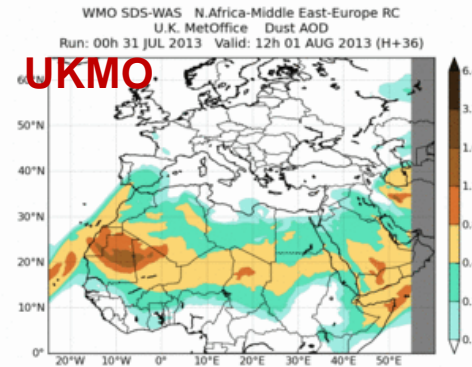 WMO SDS-WAS N.Africa-Middle East-Europe RC
U.K. MetOffice Dust AOD
Run: 00h 31 JUL 2013 Valid: 12h 01 AUG 2013 (H+36)
UKMO
50°N
40°N
30°N
20°N
10°N
0°
20°W 10°W 0° 10°E 20°E 30°E 40°E 50°E